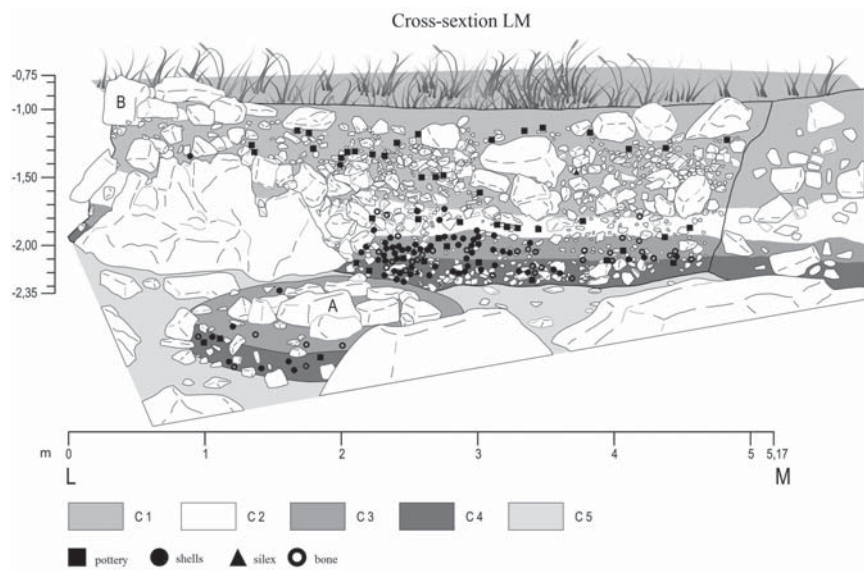 Cross-sextion LM
-0,75
-1,00
-1,50
-2,00
-2,35
B
A
m 0 1 2 3 4 5 5,17
L M
C 1 C 2 C 3 C 4 C 5
pottery shells silex bone